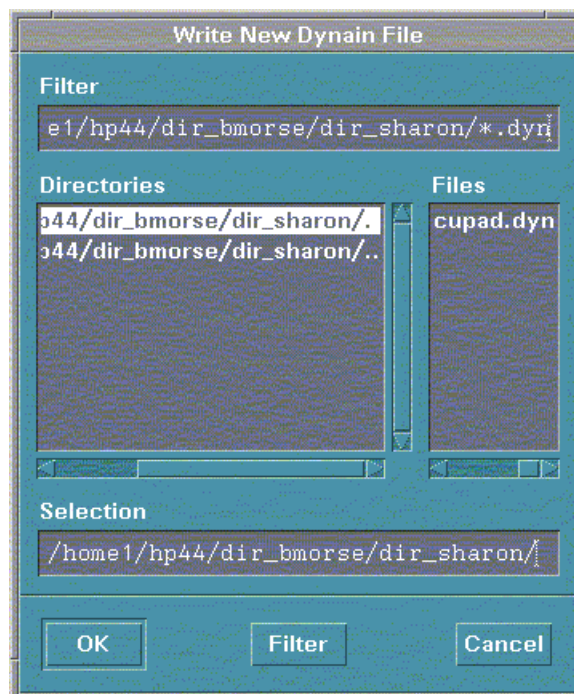 Write New Dynain File
Filter
e1/hp44/dir_bmorse/dir_sharon/*.dyn
Directories
Files
p44/dir_bmorse/dir_sharon/.
p44/dir_bmorse/dir_sharon/..
cupad.dyn
Selection
/home1/hp44/dir_bmorse/dir_sharon/
OK
Filter
Cancel